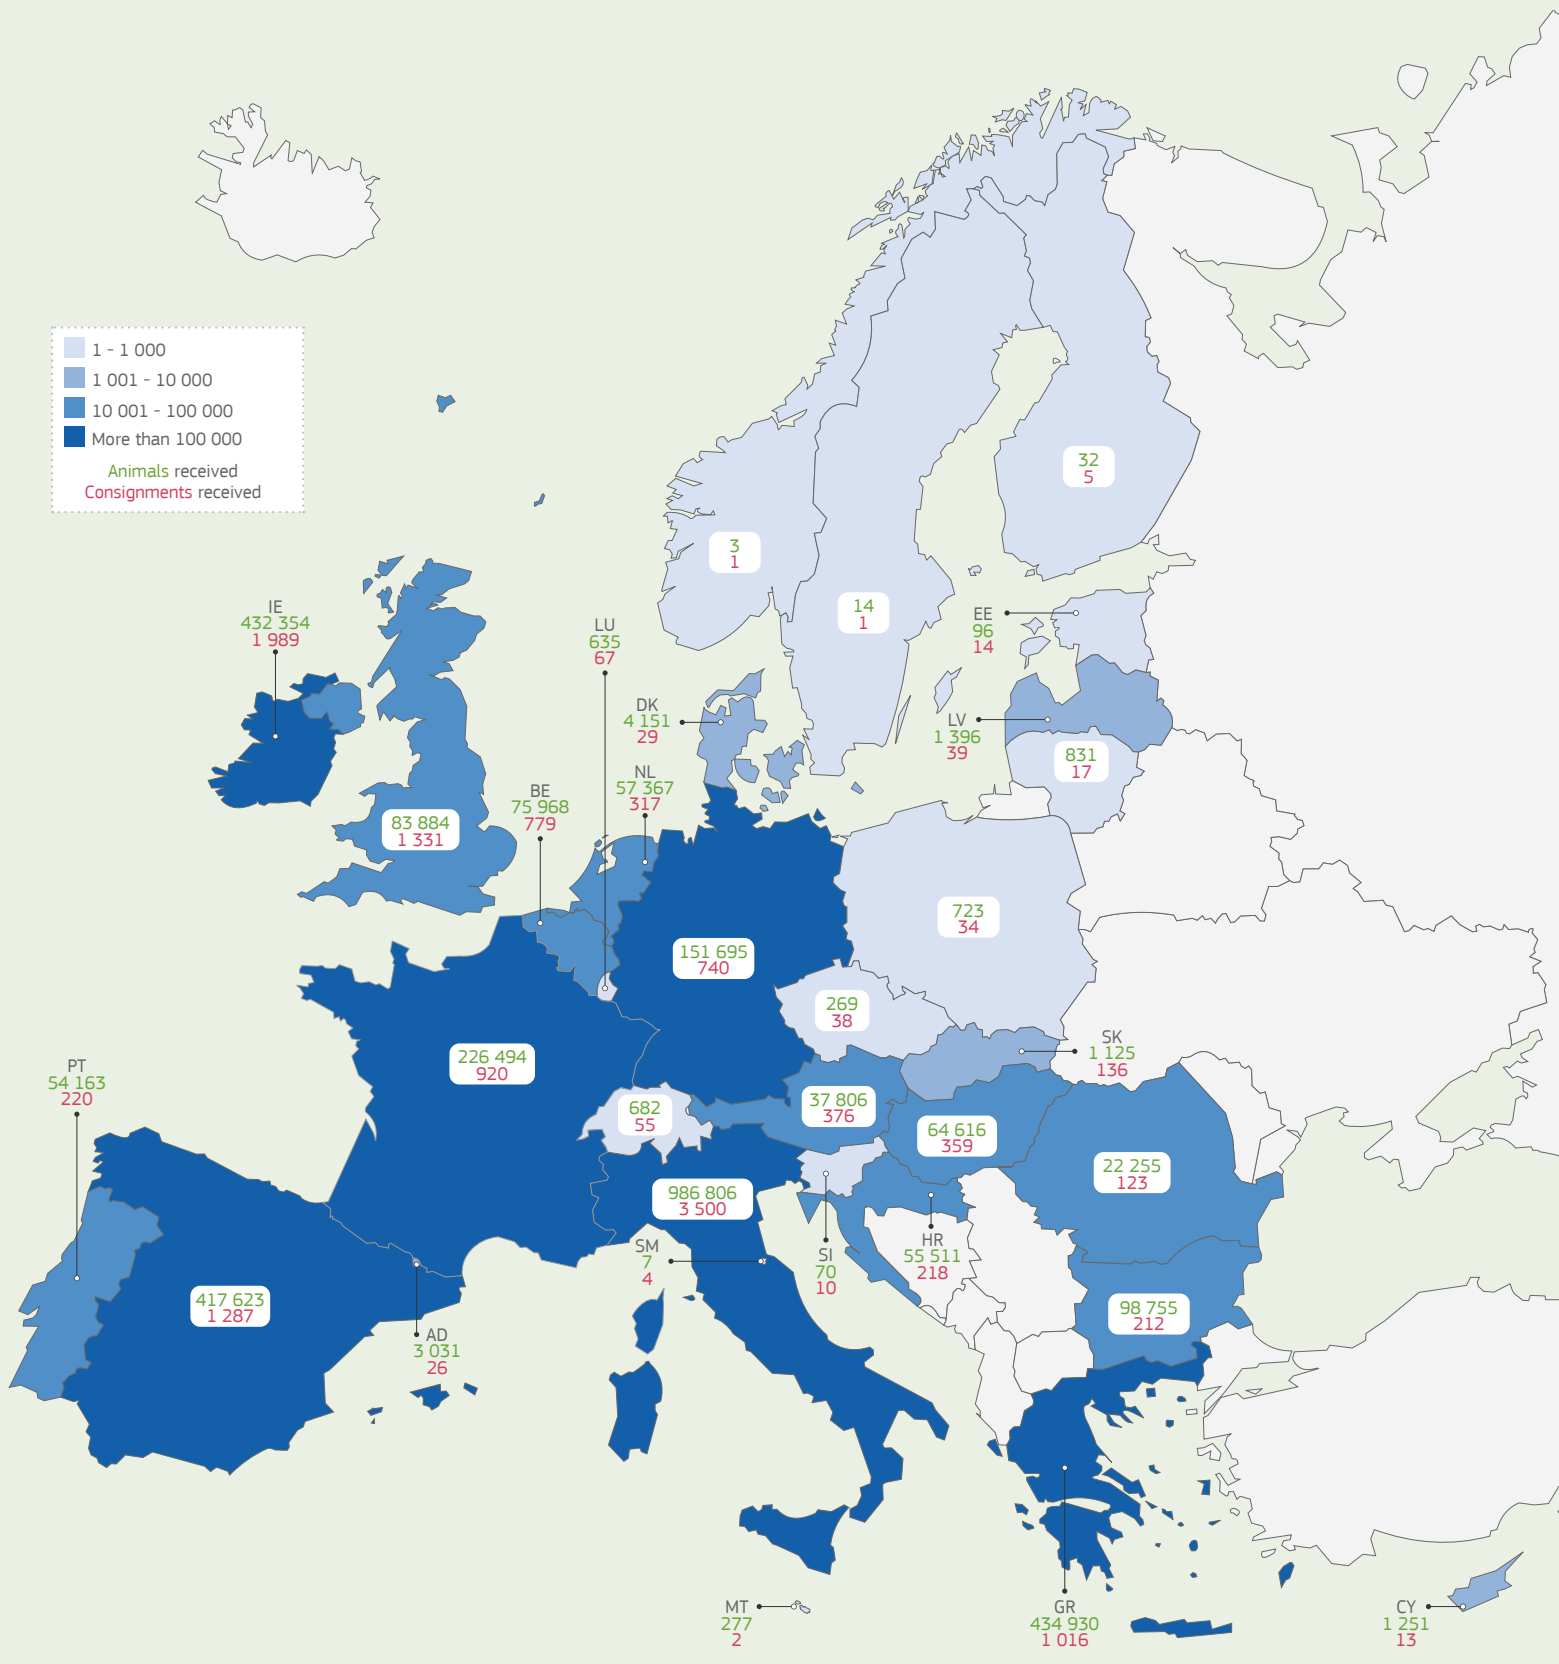 1 - 1 000
1 001 - 10 000
10 001 - 100 000
More than 100 000
Animals received
Consignments received
32
5
3
1
14
1
IE
432 354
1 989
LU
635
67
EE
96
14
DK
4 151
29
LV
1 396
39
831
17
NL
57 367
317
BE
75 968
779
83 884
1 331
723
34
151 695
740
269
38
SK
1 125
136
226 494
920
PT
54 163
220
682
55
37 806
376
64 616
359
22 255
123
986 806
3 500
SM
7
4
SI
70
10
HR
55 511
218
417 623
1 287
98 755
212
AD
3 031
26
MT
277
2
GR
434 930
1 016
CY
1 251
13